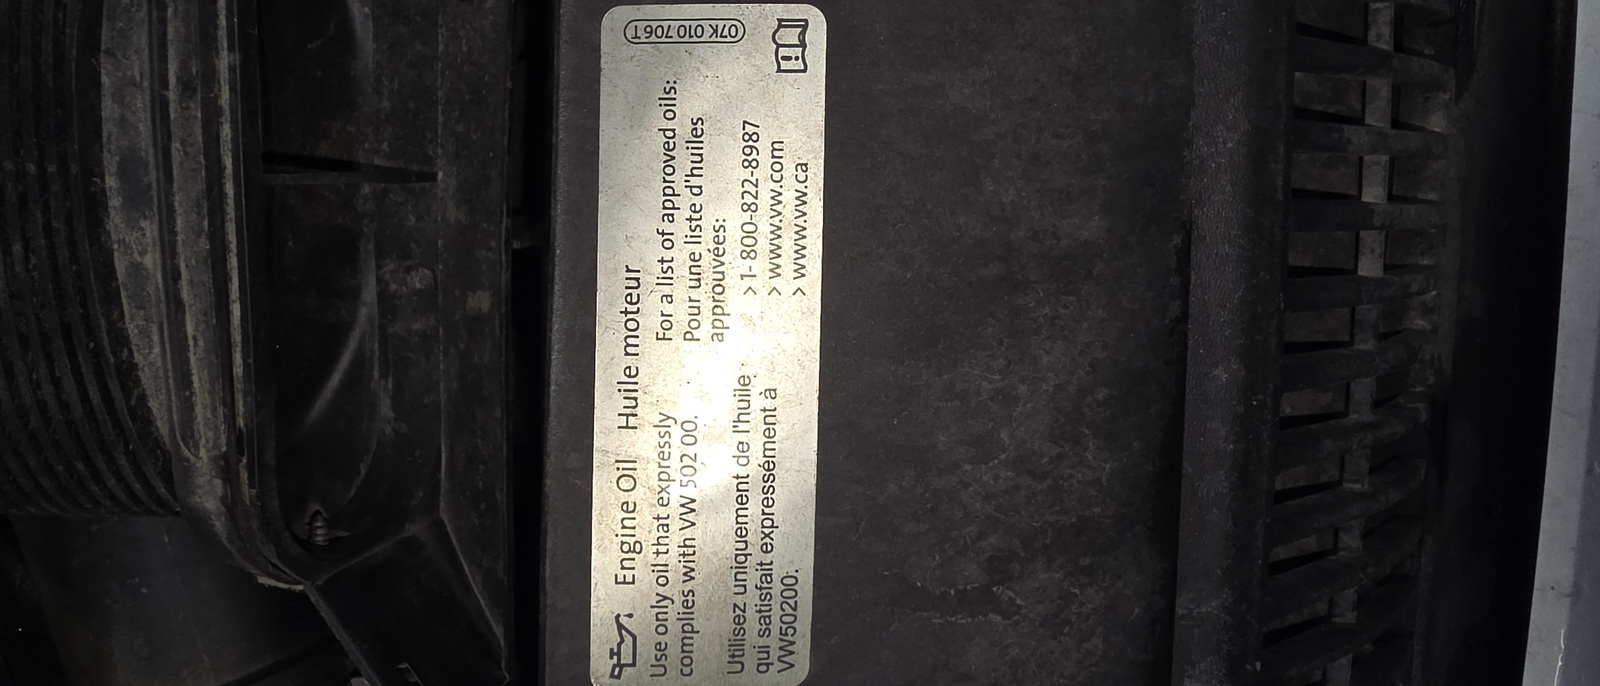 Engine Oil Huile moteur
Use only oil that expressly
complies with VW 502 00.
Utilisez uniquement de l'huile
qui satisfait expressément à
VW50200.
For a list of approved oils:
Pour une liste d'huiles
approuvées:
> 1-800-822-8987
> www.vw.com
> www.vw.ca
07K 010 706 T